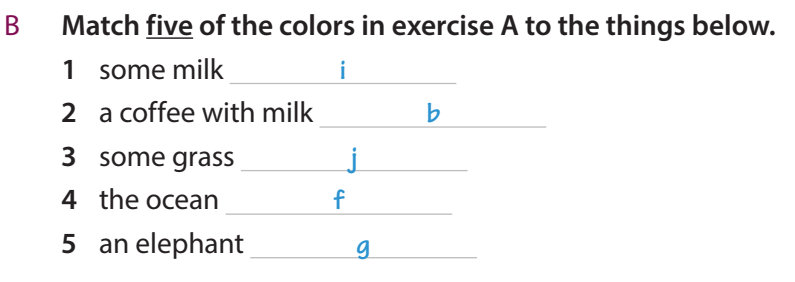 B Match five of the colors in exercise A to the things below.
1 some milk i
2 a coffee with milk b
3 some grass j
4 the ocean f
5 an elephant g